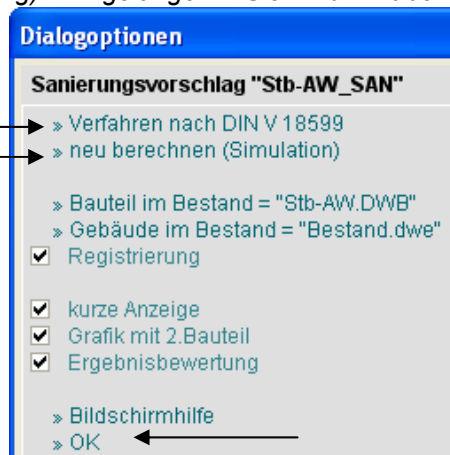 Dialogoptionen
Sanierungsvorschlag "Stb-AW_SAN"
» Verfahren nach DIN V 18599
» neu berechnen (Simulation)
» Bauteil im Bestand = "Stb-AW.DWB"
» Gebäude im Bestand = "Bestand.dwe"
Registrierung
kurze Anzeige
Grafik mit 2.Bauteil
Ergebnisbewertung
» Bildschirmhilfe
» OK